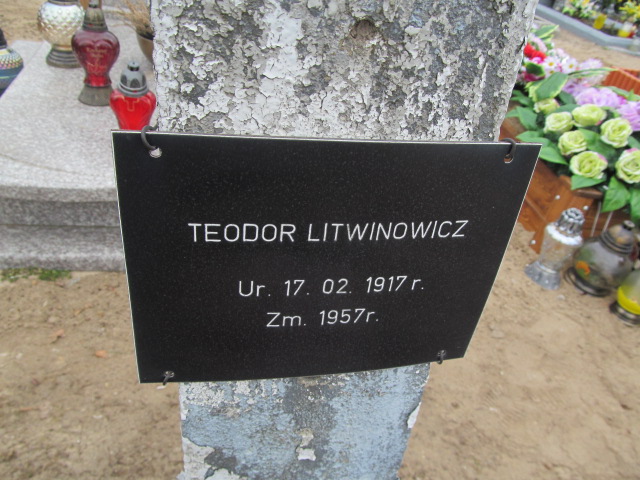 TEODOR LITWINOWICZ
Ur. 17. 02. 1917 r.
Zm. 1957r.